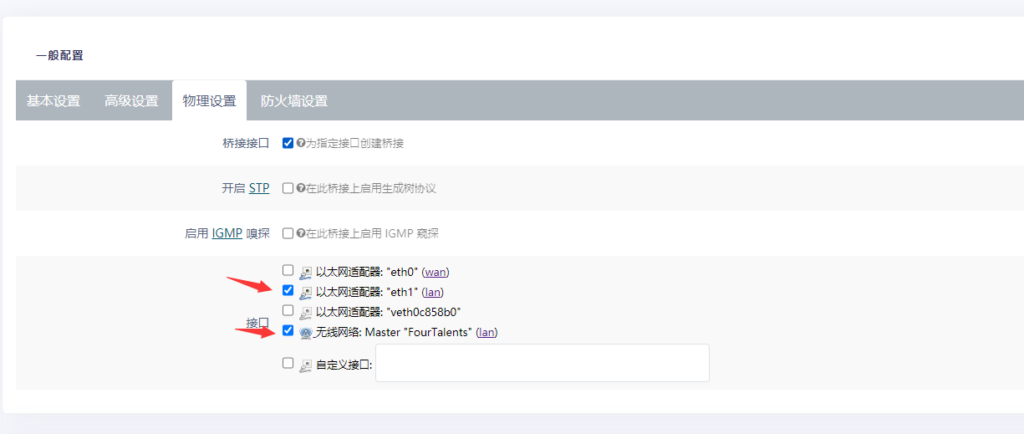 一般配置
基本设置 高级设置 物理设置 防火墙设置
桥接接口 为指定接口创建桥接
开启 STP 在此桥接上启用生成树协议
启用 IGMP 嗅探 在此桥接上启用 IGMP 窥探
以太网适配器: "eth0" (wan)
以太网适配器: "eth1" (lan)
以太网适配器: "veth0c858b0"
接口
无线网络: Master "FourTalents" (lan)
自定义接口: